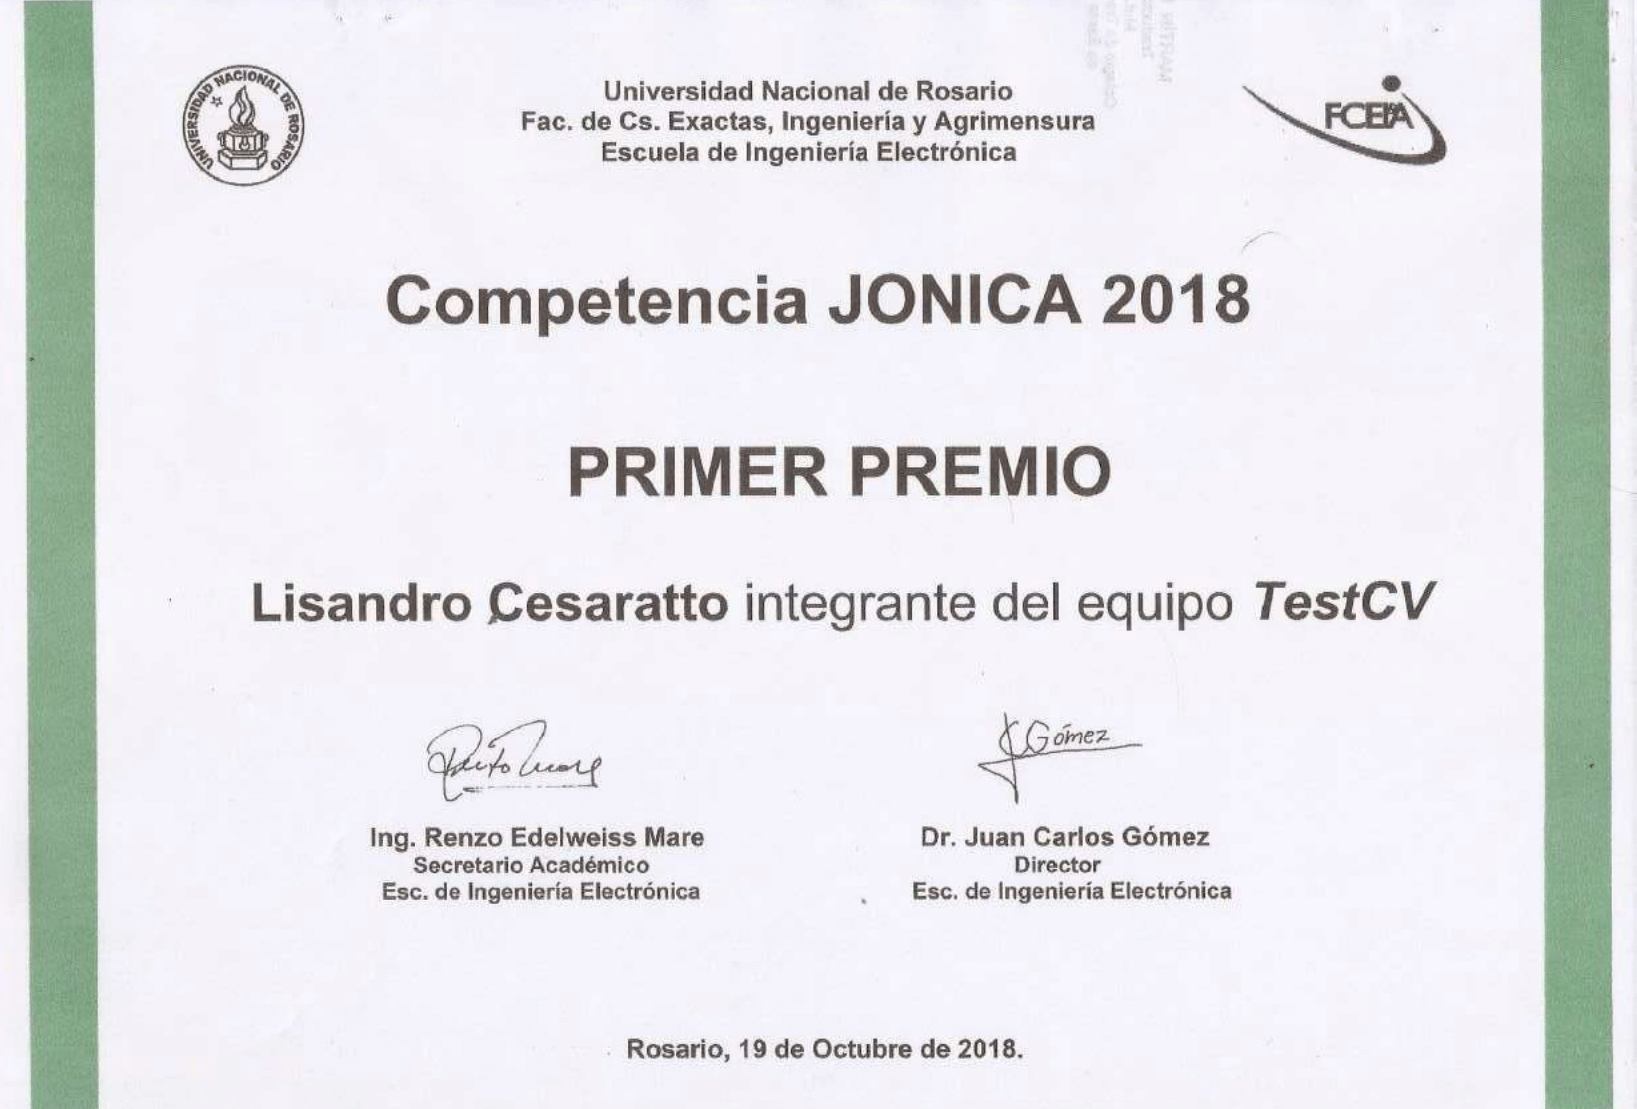 UNIVERSIDAD NACIONAL DE ROSARIO
Universidad Nacional de Rosario
Fac. de Cs. Exactas, Ingeniería y Agrimensura
Escuela de Ingeniería Electrónica
FCEIA
Competencia JONICA 2018
PRIMER PREMIO
Lisandro Cesaratto integrante del equipo TestCV
Gómez
Ing. Renzo Edelweiss Mare
Secretario Académico
Esc. de Ingeniería Electrónica
Dr. Juan Carlos Gómez
Director
Esc. de Ingeniería Electrónica
Rosario, 19 de Octubre de 2018.